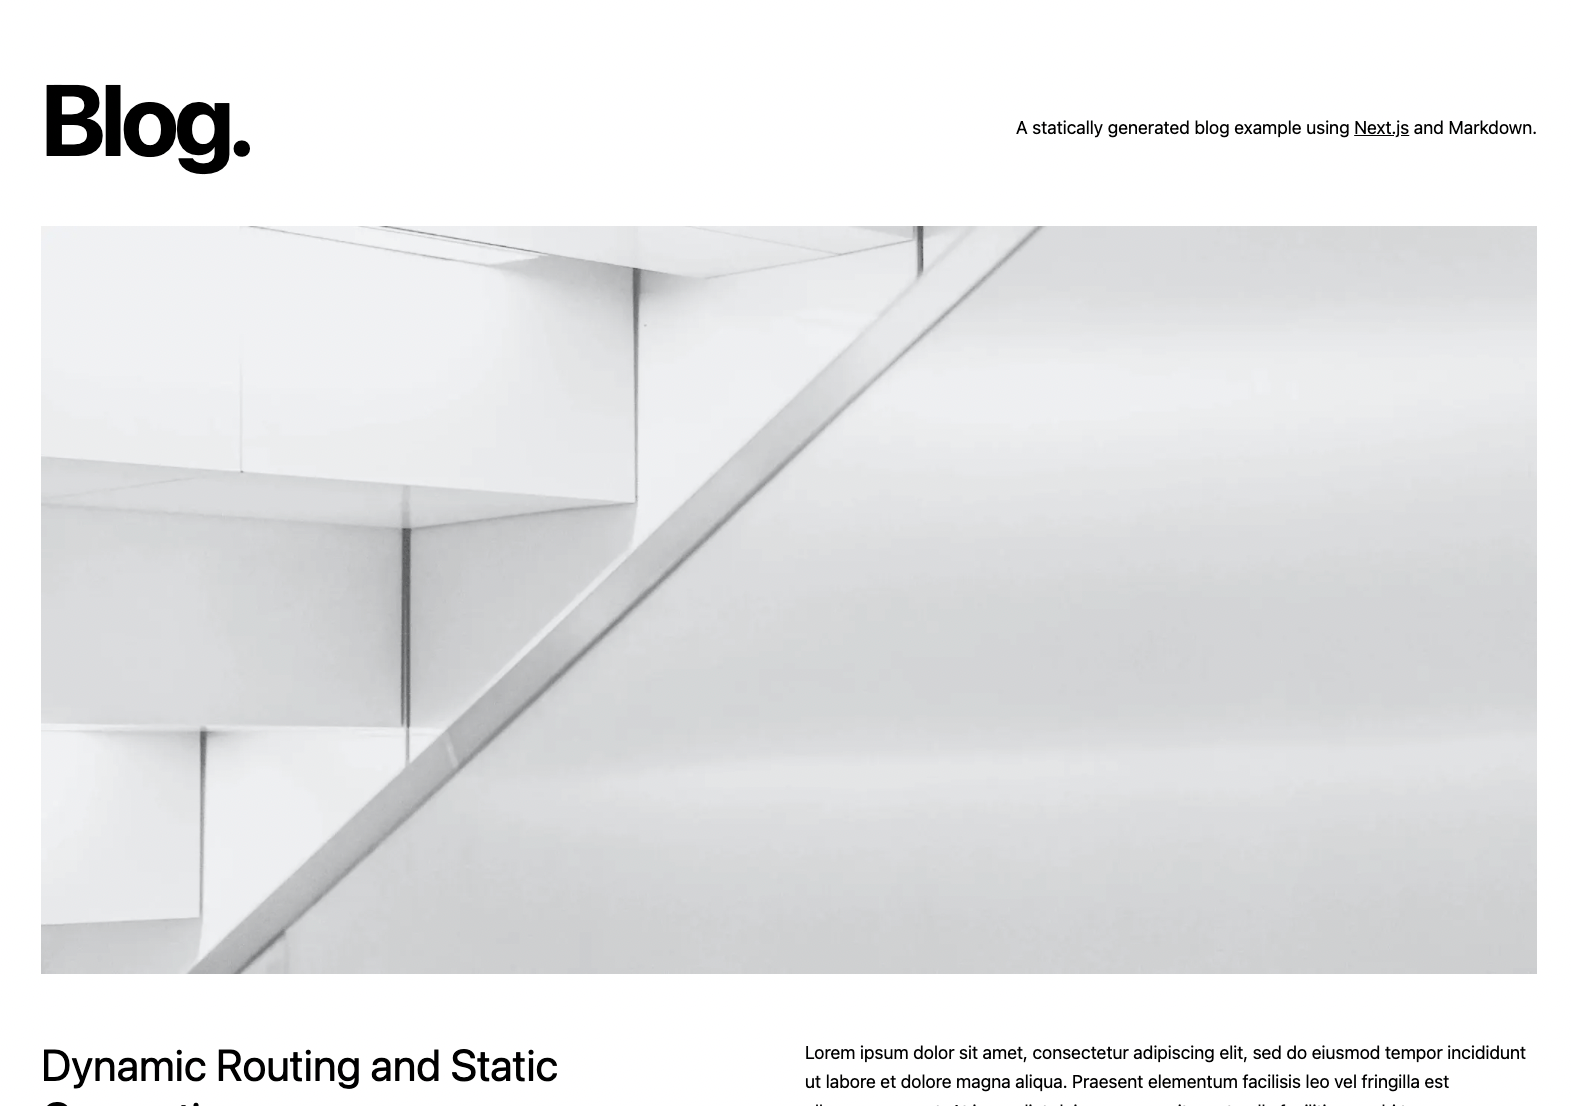 Blog.
A statically generated blog example using Next.js and Markdown.
Dynamic Routing and Static
Lorem ipsum dolor sit amet, consectetur adipiscing elit, sed do eiusmod tempor incididunt
ut labore et dolore magna aliqua. Praesent elementum facilisis leo vel fringilla est